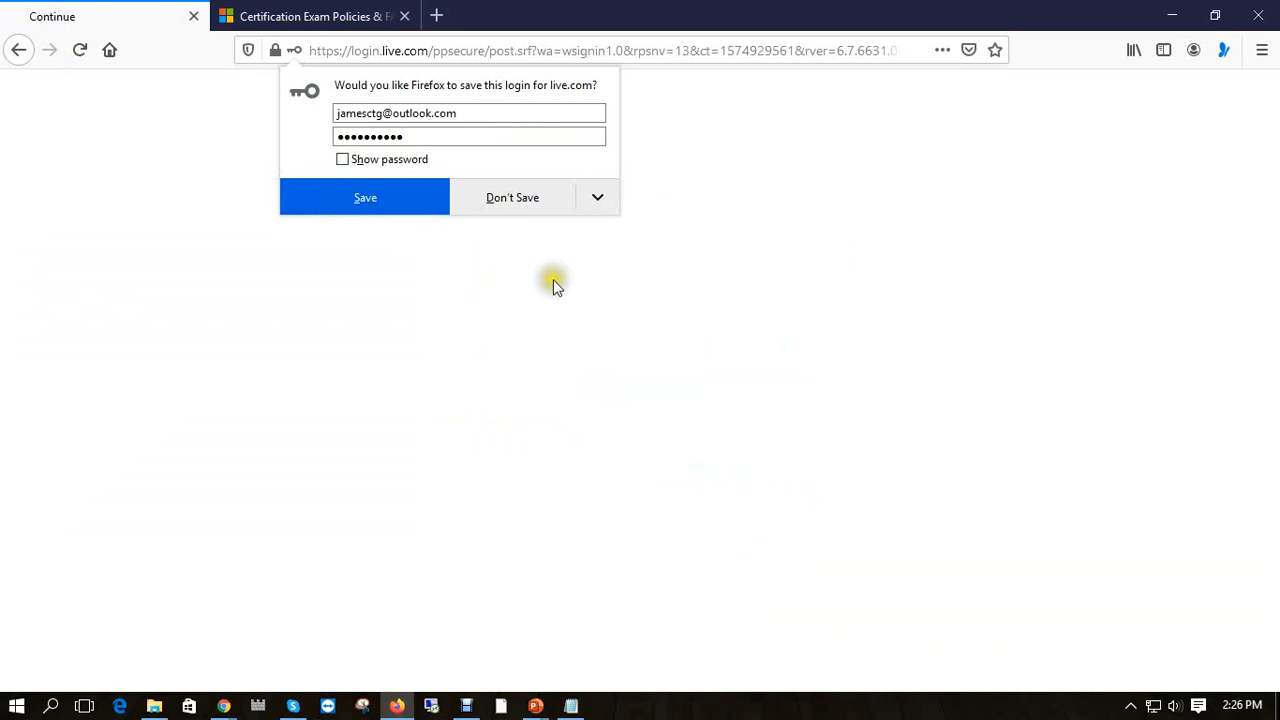 Continue
Certification Exam Policies & FA
https://login.live.com/ppsecure/post.srf?wa=wsignin1.0&rpsnv=13&ct=1574929561&rver=6.7.6631.0
Would you like Firefox to save this login for live.com?
jamesctg@outlook.com
●●●●●●●●●●
Show password
Save
Don't Save
2:26 PM